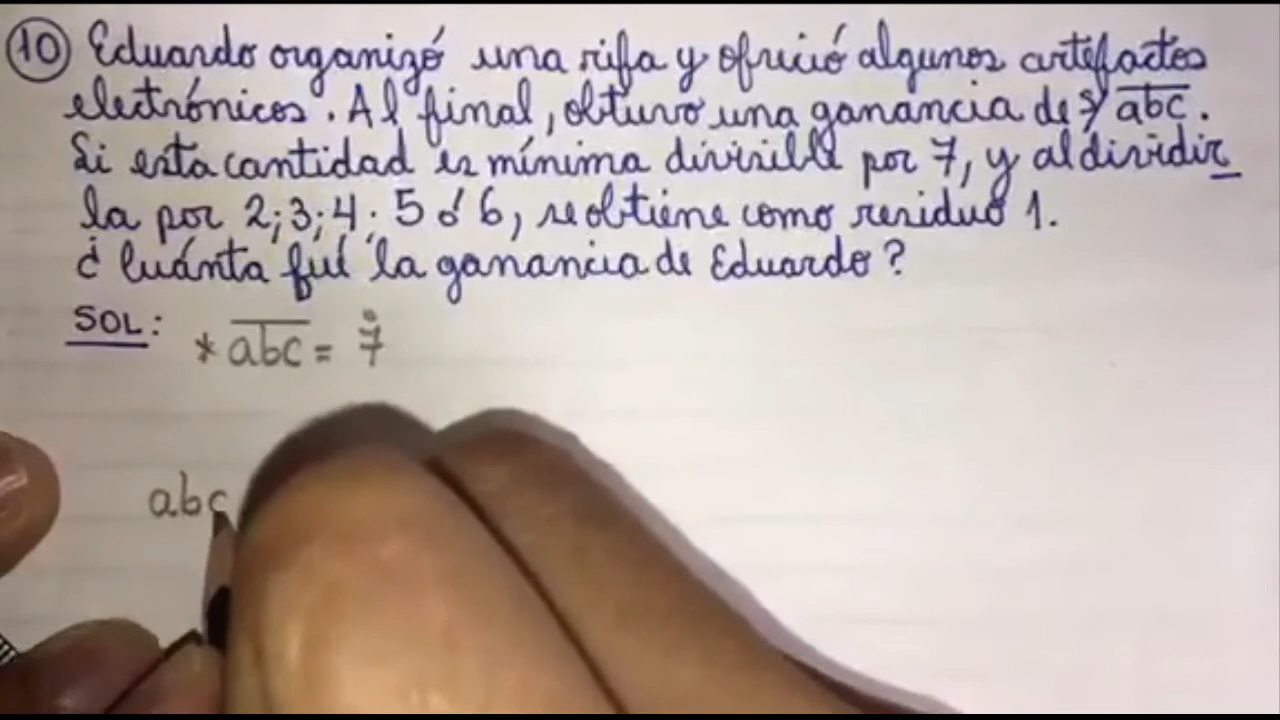 10 Eduardo organizó una rifa y ofreció algunos artefactos
electrónicos. Al final, obtuvo una ganancia de s/ abc.
Si esta cantidad es mínima divisible por 7, y al dividir_
la por 2; 3; 4; 5 ó 6, se obtiene como residuo 1.
¿Cuánta fué la ganancia de Eduardo?
SOL: * abc = 7̊
abc